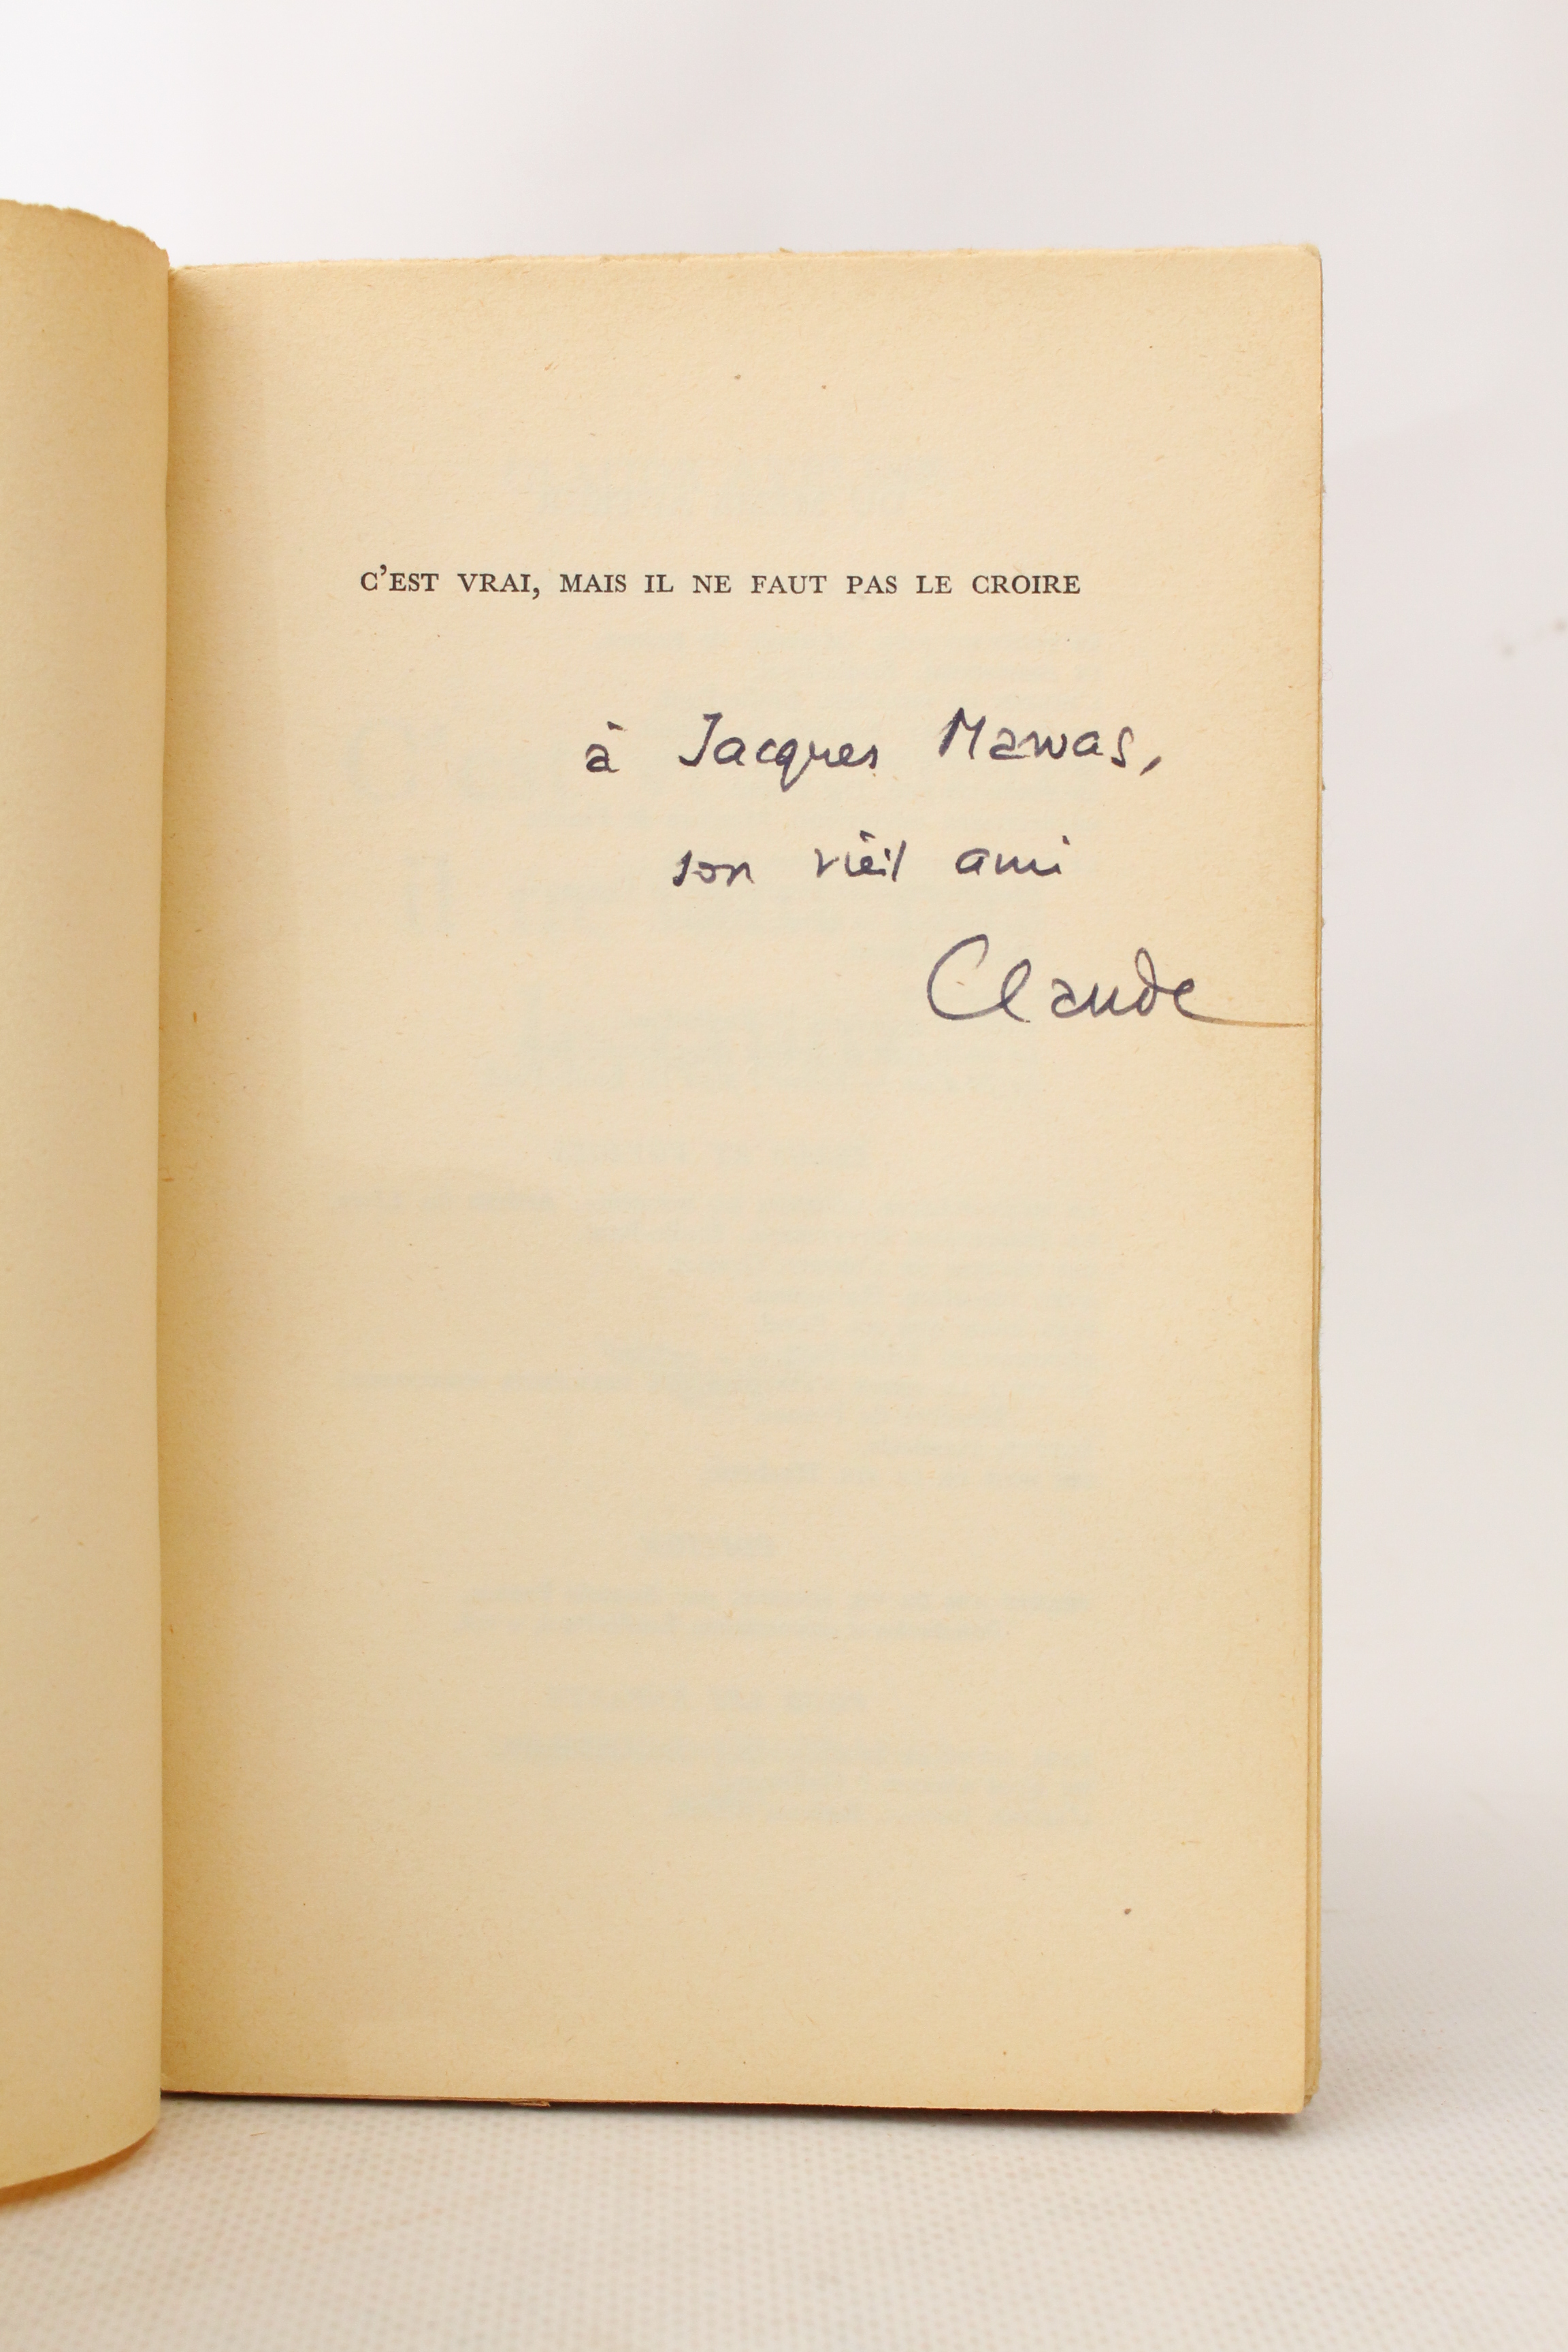 C'EST VRAI, MAIS IL NE FAUT PAS LE CROIRE
à Jacques Mawas,
son vieil ami
Claude